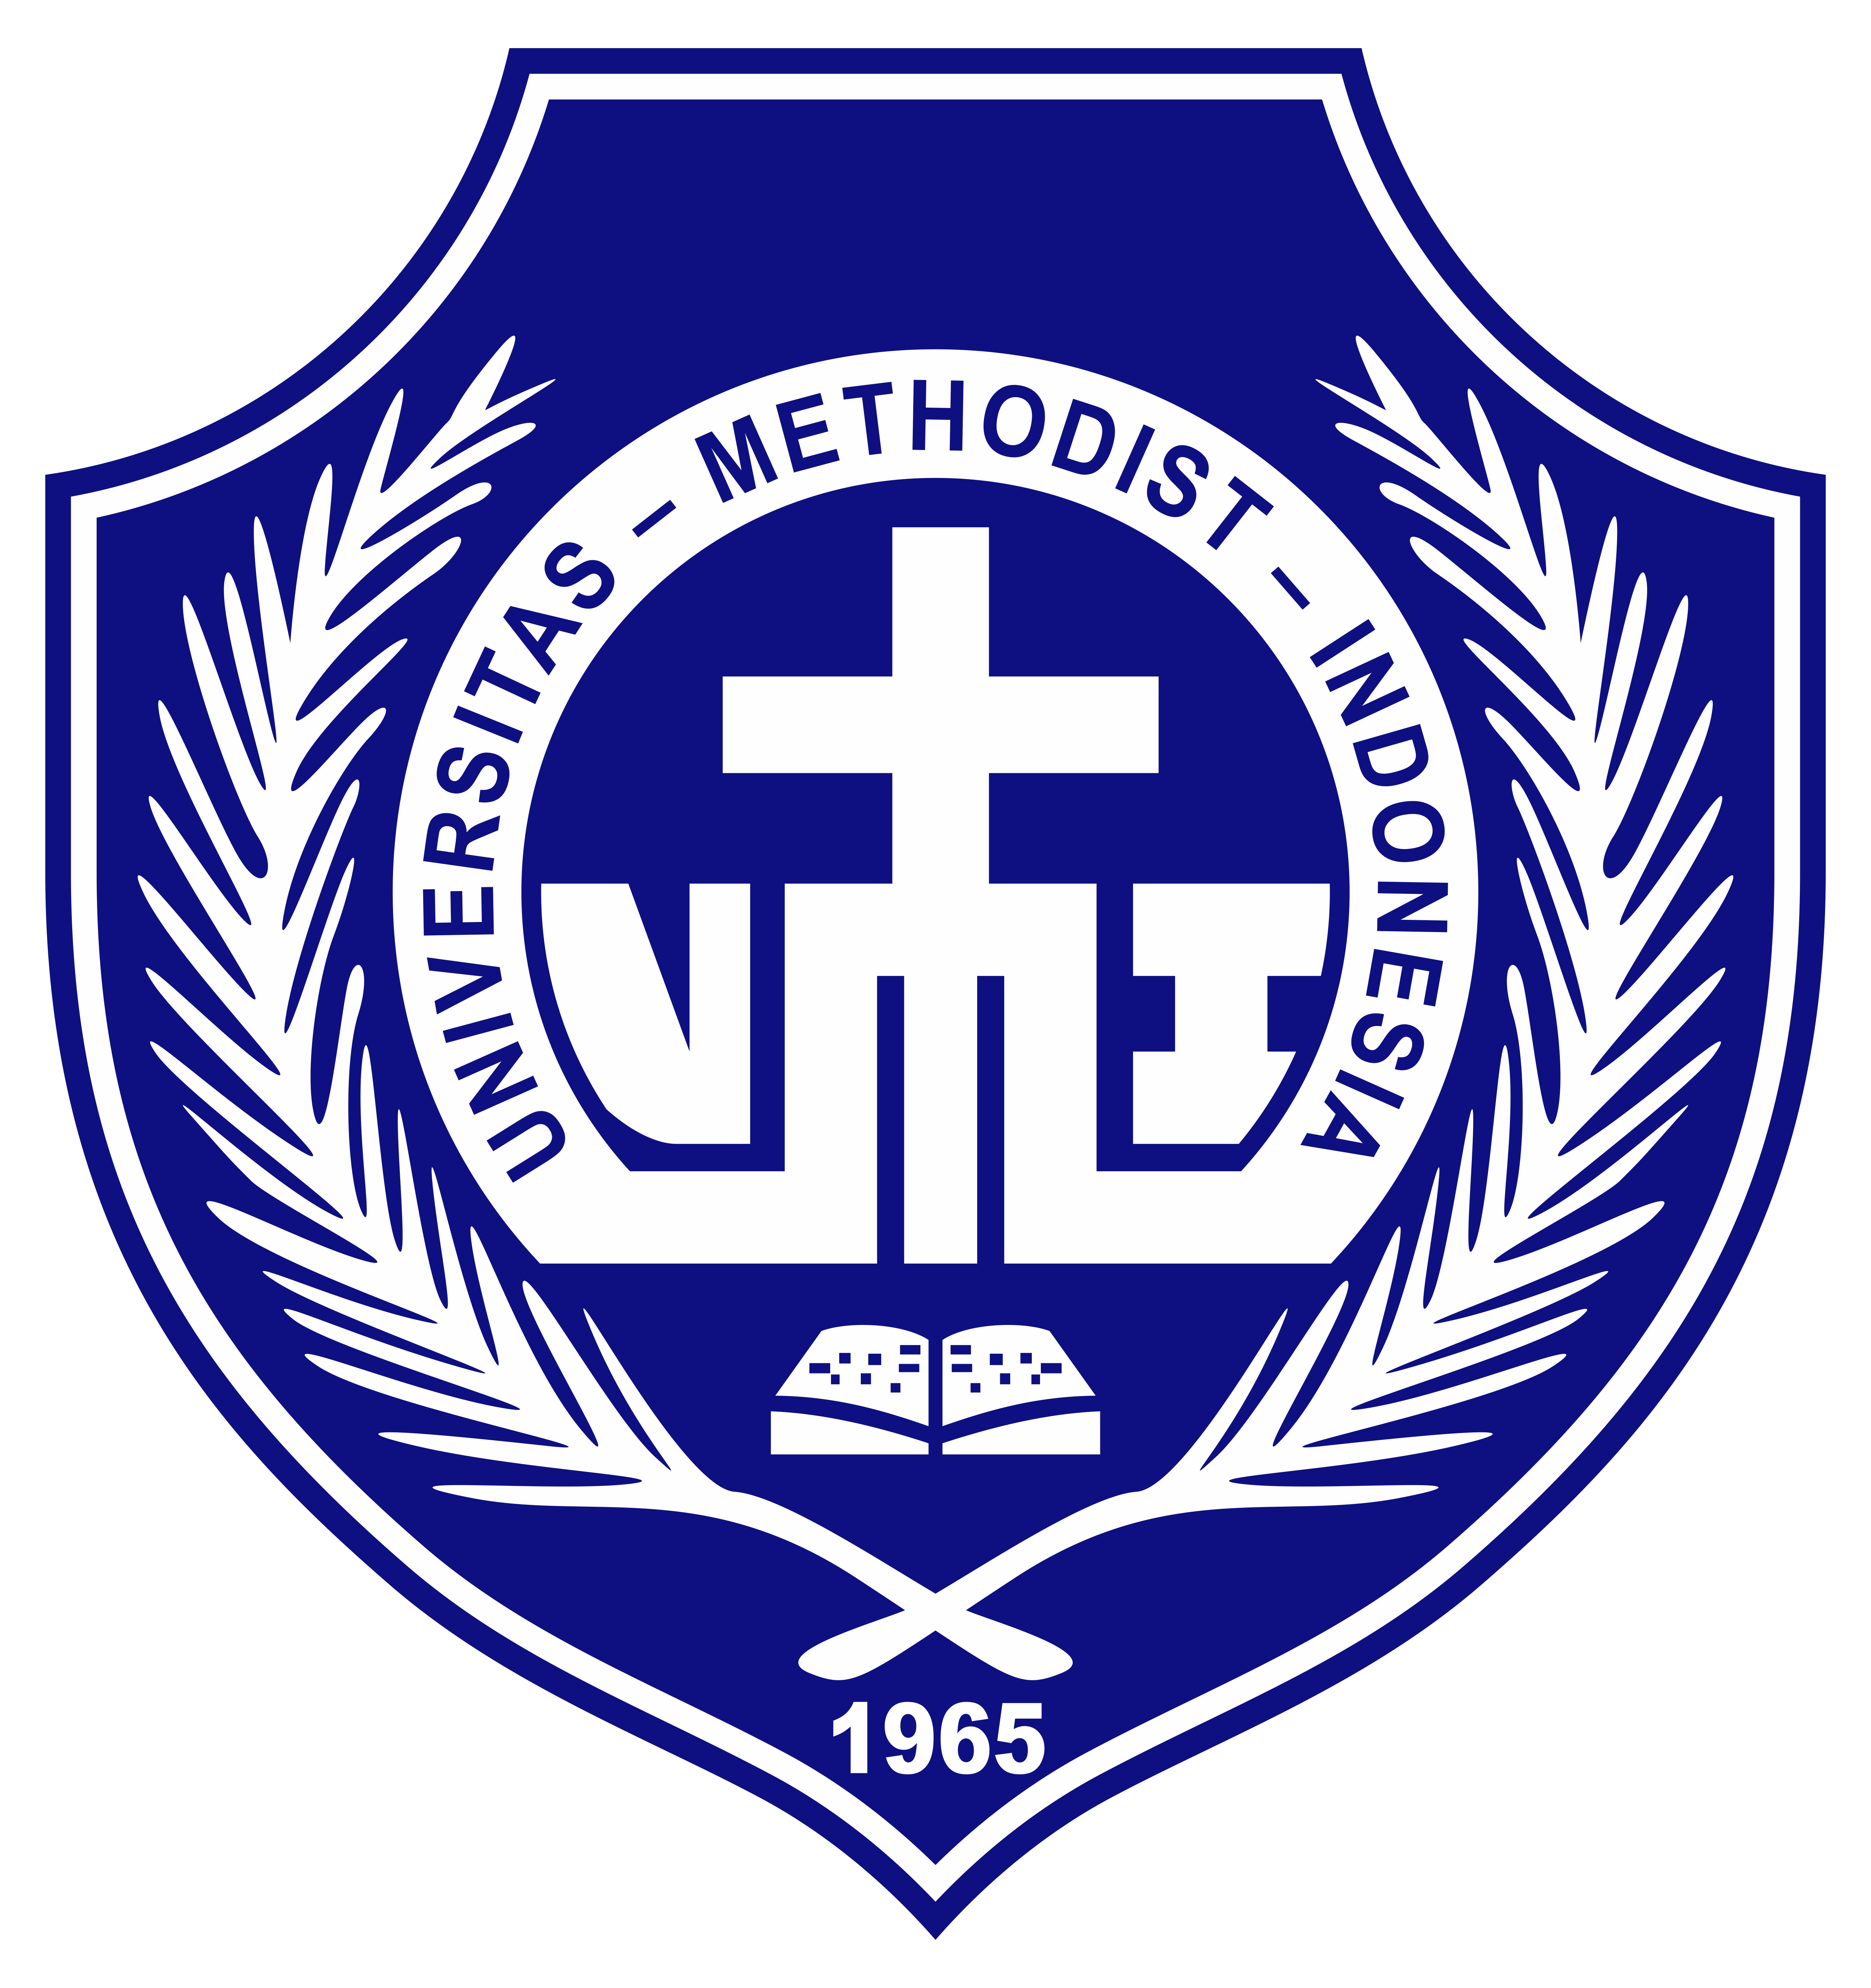 UNIVERSITAS - METHODIST - INDONESIA
1965